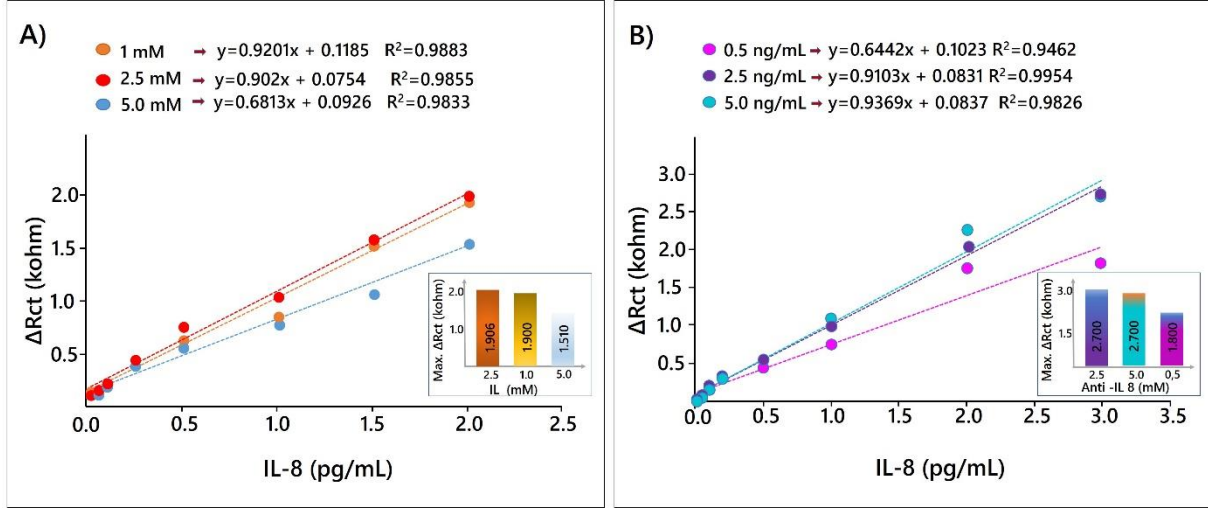 A)
1 mM → y=0.9201x + 0.1185 R²=0.9883
2.5 mM → y=0.902x + 0.0754 R²=0.9855
5.0 mM → y=0.6813x + 0.0926 R²=0.9833
ΔRct (kohm)
2.0
1.5
1.0
0.5
0.0 0.5 1.0 1.5 2.0 2.5
IL-8 (pg/mL)
Max. ΔRct (kohm)
2.0
1.0
1.906 1.900 1.510
2.5 1.0 5.0
IL (mM)
B)
0.5 ng/mL → y=0.6442x + 0.1023 R²=0.9462
2.5 ng/mL → y=0.9103x + 0.0831 R²=0.9954
5.0 ng/mL → y=0.9369x + 0.0837 R²=0.9826
ΔRct (kohm)
3.0
2.5
2.0
1.5
1.0
0.5
0.0
0.0 0.5 1.0 1.5 2.0 2.5 3.0 3.5
IL-8 (pg/mL)
Max. ΔRct (kohm)
3.0
1.5
2.700 2.700 1.800
2.5 5.0 0,5
Anti -IL 8 (mM)